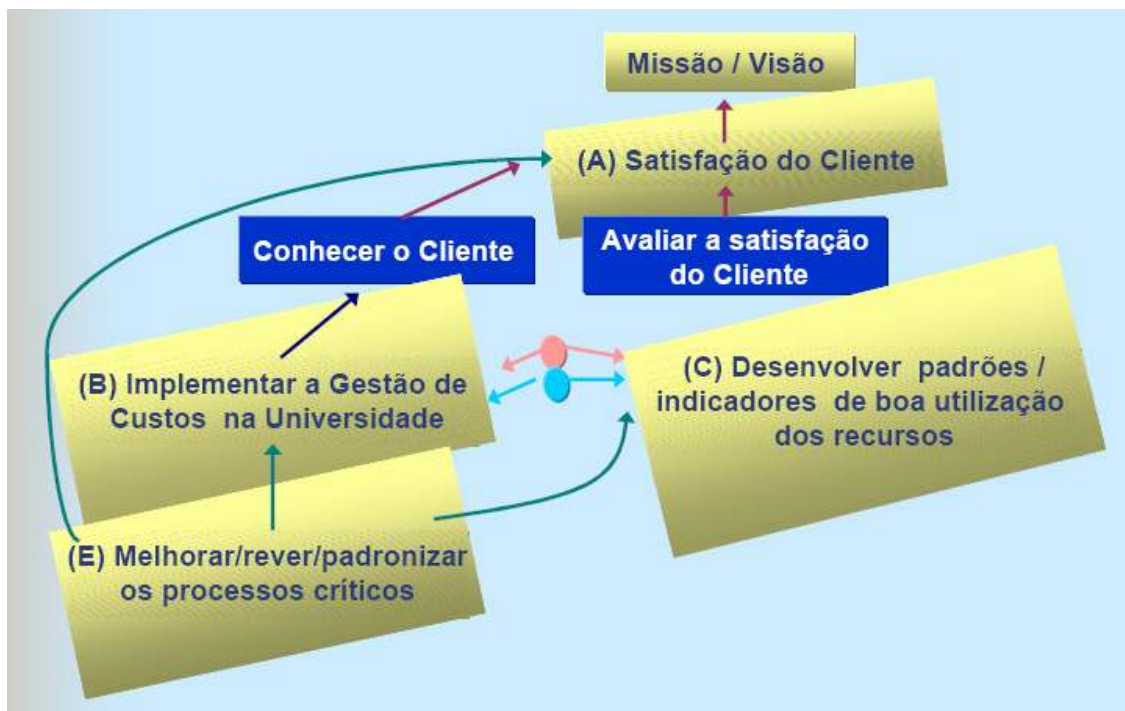 Missão / Visão
(A) Satisfação do Cliente
Conhecer o Cliente
Avaliar a satisfação
do Cliente
(B) Implementar a Gestão de
Custos na Universidade
(C) Desenvolver padrões /
indicadores de boa utilização
dos recursos
(E) Melhorar/rever/padronizar
os processos críticos